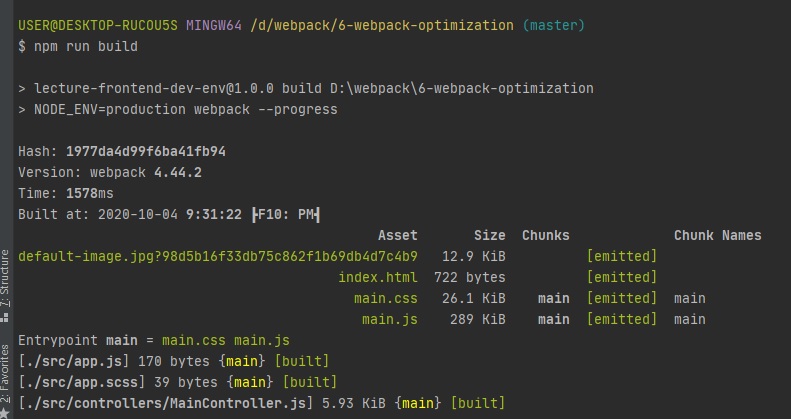 USER@DESKTOP-RUCOU5S MINGW64 /d/webpack/6-webpack-optimization (master)
$ npm run build
> lecture-frontend-dev-env@1.0.0 build D:\webpack\6-webpack-optimization
> NODE_ENV=production webpack --progress
Hash: 1977da4d99f6ba41fb94
Version: webpack 4.44.2
Time: 1578ms
Built at: 2020-10-04 9:31:22 ├F10: PM┤
Asset Size Chunks Chunk Names
default-image.jpg?98d5b16f33db75c862f1b69db4d7c4b9 12.9 KiB [emitted]
index.html 722 bytes [emitted]
main.css 26.1 KiB main [emitted] main
main.js 289 KiB main [emitted] main
Entrypoint main = main.css main.js
[./src/app.js] 170 bytes {main} [built]
[./src/app.scss] 39 bytes {main} [built]
[./src/controllers/MainController.js] 5.93 KiB {main} [built]
7: Structure
2: Favorites